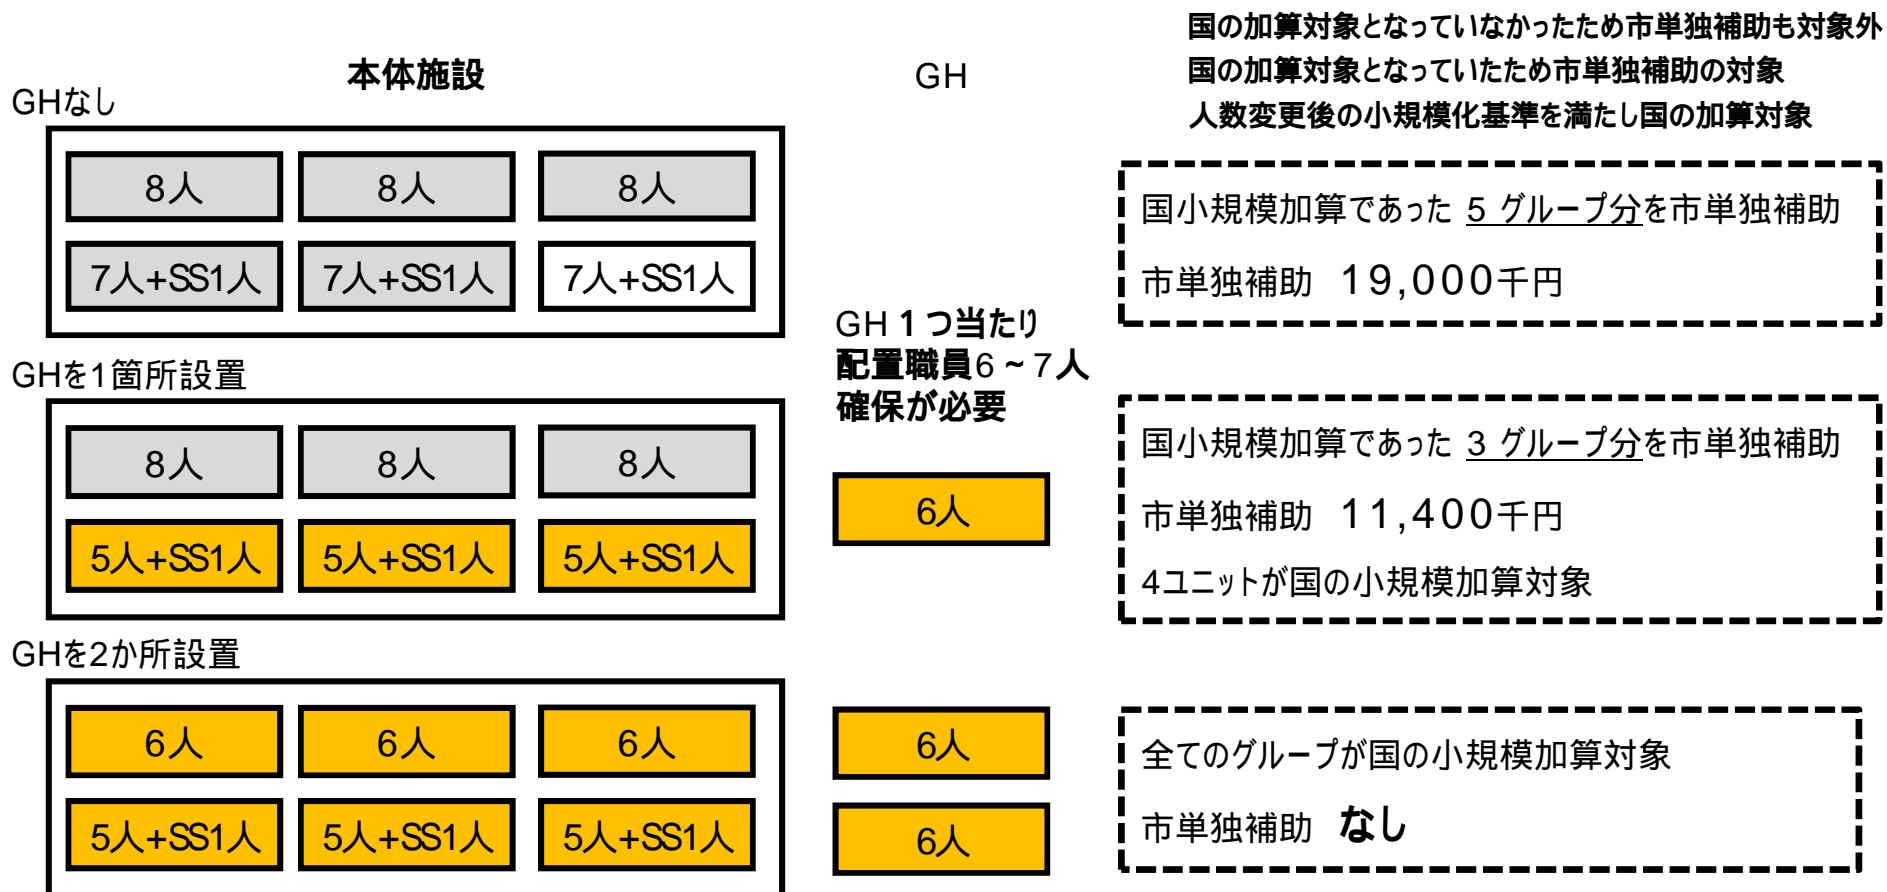 国の加算対象となっていなかったため市単独補助も対象外
国の加算対象となっていたため市単独補助の対象
人数変更後の小規模化基準を満たし国の加算対象
本体施設
GH
GHなし
8人
8人
8人
7人+SS1人
7人+SS1人
7人+SS1人
国小規模加算であった 5 グループ分を市単独補助
市単独補助 19,000千円
GH１つ当たり
配置職員6~7人
確保が必要
GHを1箇所設置
8人
8人
8人
5人+SS1人
5人+SS1人
5人+SS1人
6人
国小規模加算であった 3 グループ分を市単独補助
市単独補助 11,400千円
4ユニットが国の小規模加算対象
GHを2か所設置
6人
6人
6人
5人+SS1人
5人+SS1人
5人+SS1人
6人
6人
全てのグループが国の小規模加算対象
市単独補助 なし